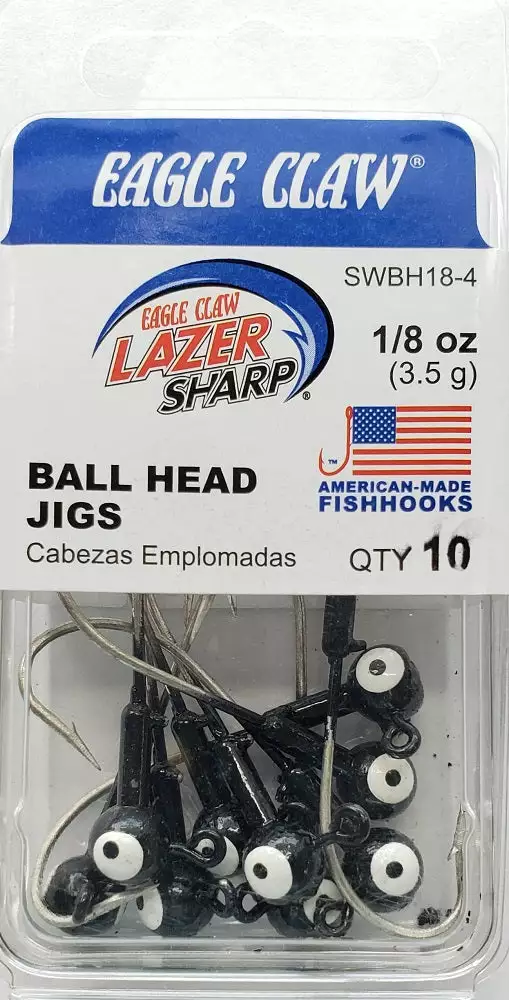 EAGLE CLAW®
SWBH18-4
EAGLE CLAW
LAZER
SHARP®
1/8 oz
(3.5 g)
TM
AMERICAN-MADE
FISHHOOKS
BALL HEAD
JIGS
Cabezas Emplomadas
QTY 10